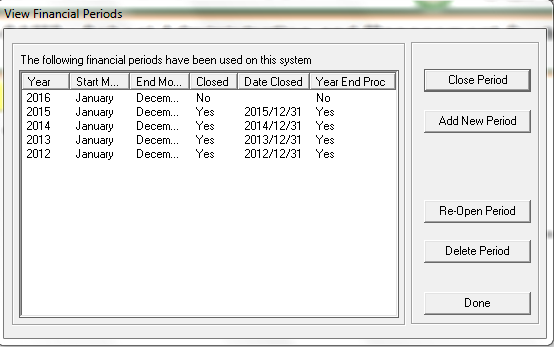 View Financial Periods
The following financial periods have been used on this system
Year Start M... End Mo... Closed Date Closed Year End Proc
2016 January Decem... No No
2015 January Decem... Yes 2015/12/31 Yes
2014 January Decem... Yes 2014/12/31 Yes
2013 January Decem... Yes 2013/12/31 Yes
2012 January Decem... Yes 2012/12/31 Yes
Close Period
Add New Period
Re-Open Period
Delete Period
Done